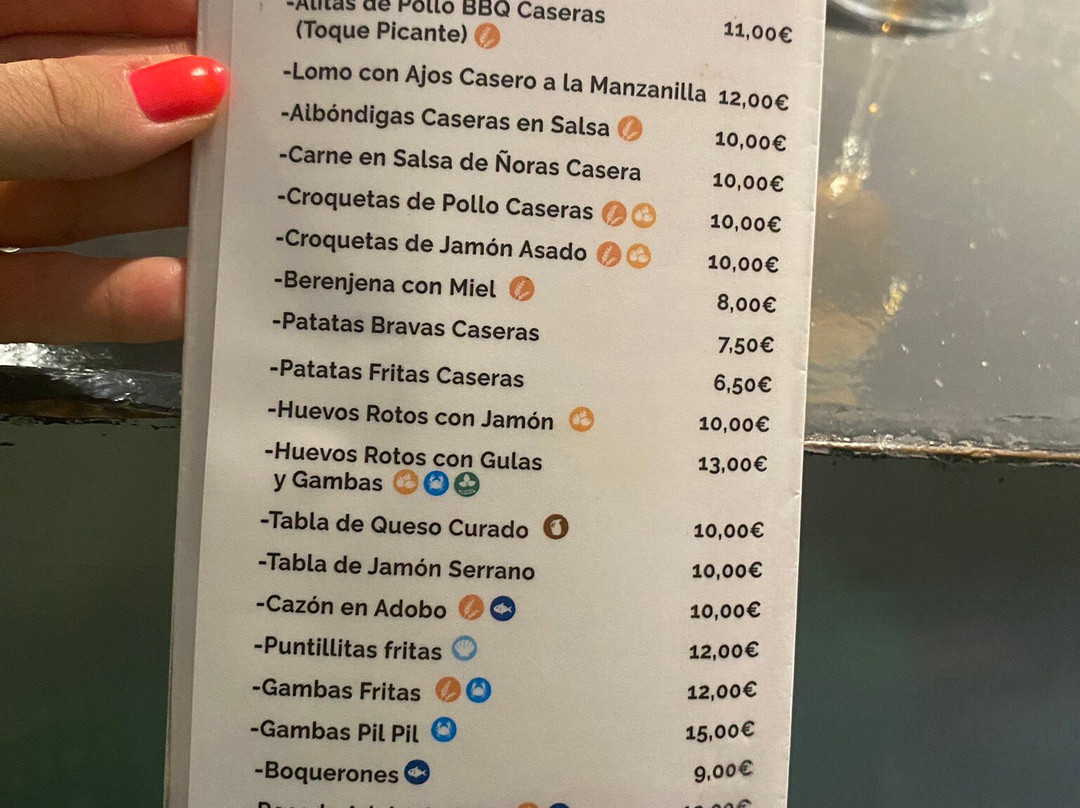 -Alitas de Pollo BBQ Caseras
(Toque Picante) 11,00€
-Lomo con Ajos Casero a la Manzanilla 12,00€
-Albóndigas Caseras en Salsa 10,00€
-Carne en Salsa de Ñoras Casera 10,00€
-Croquetas de Pollo Caseras 10,00€
-Croquetas de Jamón Asado 10,00€
-Berenjena con Miel 8,00€
-Patatas Bravas Caseras 7,50€
-Patatas Fritas Caseras 6,50€
-Huevos Rotos con Jamón 10,00€
-Huevos Rotos con Gulas 13,00€
y Gambas
-Tabla de Queso Curado 10,00€
-Tabla de Jamón Serrano 10,00€
-Cazón en Adobo 10,00€
-Puntillitas fritas 12,00€
-Gambas Fritas 12,00€
-Gambas Pil Pil 15,00€
-Boquerones 9,00€